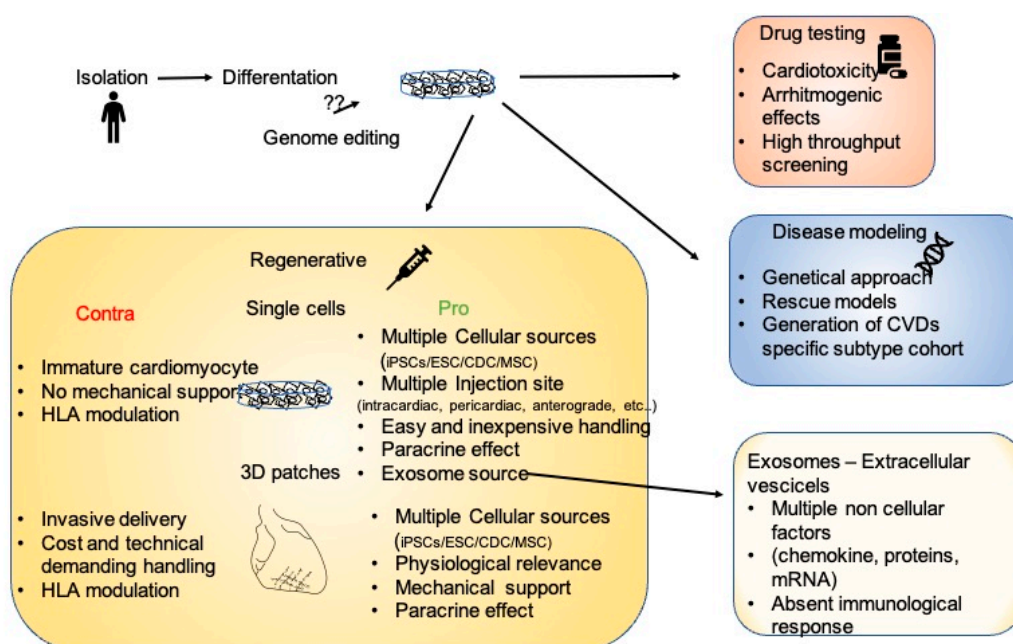 Isolation
Differentation
??
Genome editing
Drug testing
• Cardiotoxicity
• Arrhitmogenic
effects
• High throughput
screening
Disease modeling
• Genetical approach
• Rescue models
• Generation of CVDs
specific subtype cohort
Regenerative
Contra
Single cells
Pro
• Immature cardiomyocyte
• No mechanical support
• HLA modulation
• Multiple Cellular sources
(iPSCs/ESC/CDC/MSC)
• Multiple Injection site
(intracardiac, pericardiac, anterograde, etc..)
• Easy and inexpensive handling
• Paracrine effect
• Exosome source
3D patches
• Invasive delivery
• Cost and technical
demanding handling
• HLA modulation
• Multiple Cellular sources
(iPSCs/ESC/CDC/MSC)
• Physiological relevance
• Mechanical support
• Paracrine effect
Exosomes – Extracellular
vescicels
• Multiple non cellular
factors
• (chemokine, proteins,
mRNA)
• Absent immunological
response